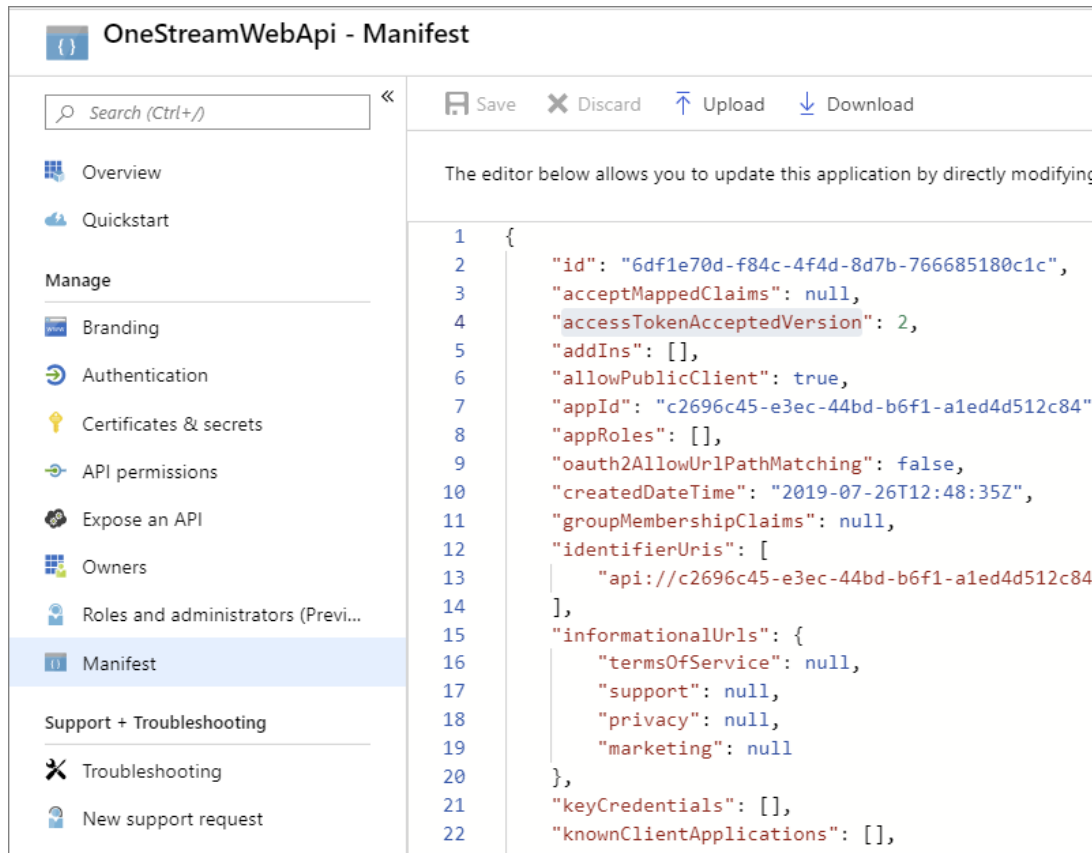 OneStreamWebApi - Manifest
Search (Ctrl+/)
«
Overview
Quickstart
Manage
Branding
Authentication
Certificates & secrets
API permissions
Expose an API
Owners
Roles and administrators (Previ...
Manifest
Support + Troubleshooting
Troubleshooting
New support request
Save Discard Upload Download
The editor below allows you to update this application by directly modifying
1 {
2 "id": "6df1e70d-f84c-4f4d-8d7b-766685180c1c",
3 "acceptMappedClaims": null,
4 "accessTokenAcceptedVersion": 2,
5 "addIns": [],
6 "allowPublicClient": true,
7 "appId": "c2696c45-e3ec-44bd-b6f1-a1ed4d512c84"
8 "appRoles": [],
9 "oauth2AllowUrlPathMatching": false,
10 "createdDateTime": "2019-07-26T12:48:35Z",
11 "groupMembershipClaims": null,
12 "identifierUris": [
13 "api://c2696c45-e3ec-44bd-b6f1-a1ed4d512c84
14 ],
15 "informationalUrls": {
16 "termsOfService": null,
17 "support": null,
18 "privacy": null,
19 "marketing": null
20 },
21 "keyCredentials": [],
22 "knownClientApplications": [],